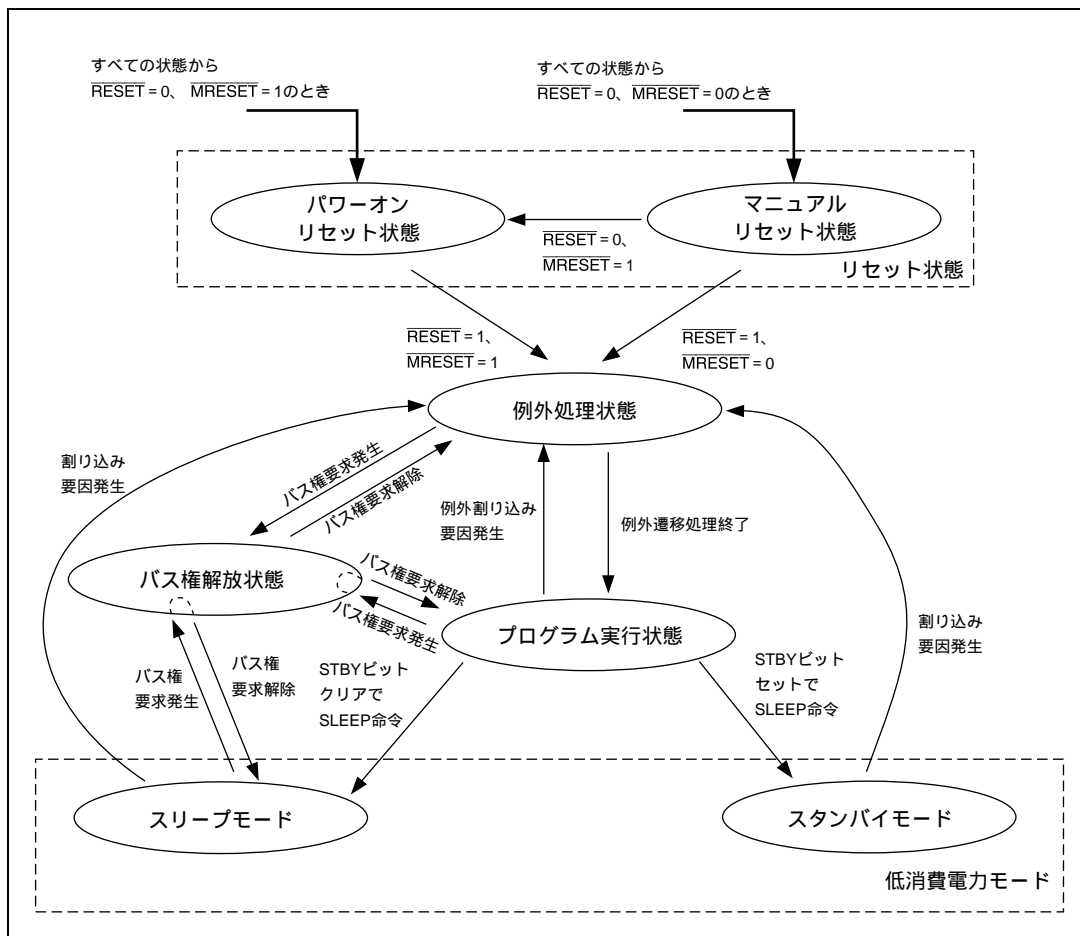 すべての状態から
RESET = 0、 MRESET = 1のとき
すべての状態から
RESET = 0、MRESET = 0のとき
パワーオン
リセット状態
マニュアル
リセット状態
RESET = 0、
MRESET = 1
リセット状態
RESET = 1、
MRESET = 1
RESET = 1、
MRESET = 0
例外処理状態
割り込み
要因発生
バス権要求発生
バス権要求解除
例外割り込み
要因発生
例外遷移処理終了
バス権解放状態
バス権要求解除
バス権要求発生
プログラム実行状態
割り込み
要因発生
バス権
要求発生
バス権
要求解除
STBYビット
クリアで
SLEEP命令
STBYビット
セットで
SLEEP命令
スリープモード
スタンバイモード
低消費電力モード